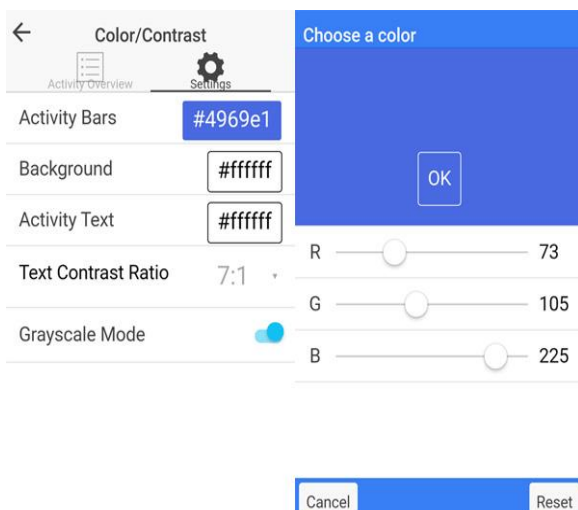 Color/Contrast
Activity Overview
Settings
Activity Bars
#4969e1
Background
#ffffff
Activity Text
#ffffff
Text Contrast Ratio
7:1
Grayscale Mode
Choose a color
OK
R
73
G
105
B
225
Cancel
Reset